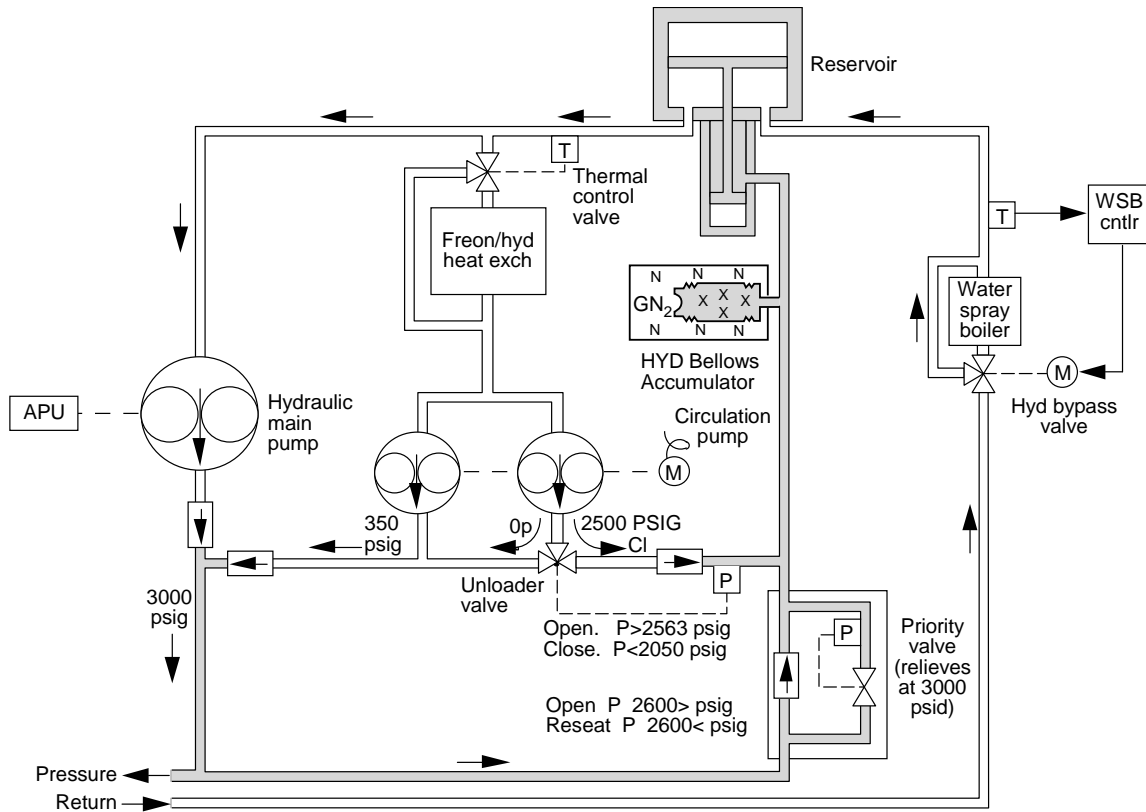 Reservoir
T
Thermal
control
valve
T
WSB
cntlr
Freon/hyd
heat exch
N N N
GN2
X X X
X
N N N
HYD Bellows
Accumulator
Water
spray
boiler
M
Hyd bypass
valve
APU
Hydraulic
main
pump
Circulation
pump
M
350
psig
0p
2500 PSIG
Cl
Unloader
valve
P
3000
psig
Open. P>2563 psig
Close. P<2050 psig
P
Priority
valve
(relieves
at 3000
psid)
Open P 2600> psig
Reseat P 2600< psig
Pressure
Return